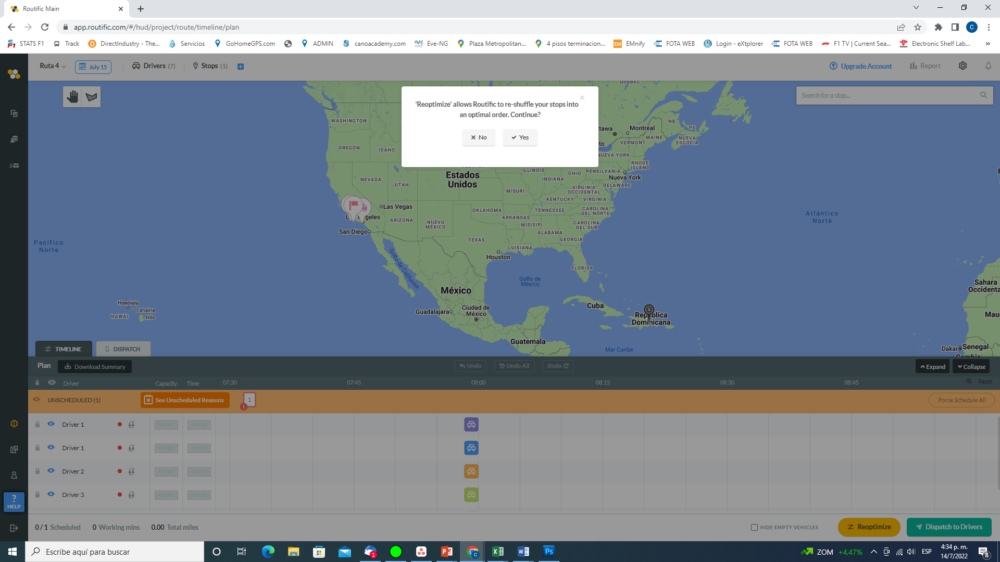 Routific Main
app.routific.com/#/hud/project/route/timeline/plan
C
STATS F1
Track
DirectIndustry - The...
Servicios
GoHomeGPS.com
ADMIN
canoacademy.com
Eve-NG
Plaza Metropolitan...
4 pisos terminacion...
EMnify
FOTA WEB
Login - eXtplorer
FOTA WEB
F1 TV | Current Sea...
Electronic Shelf Lab...
»
Ruta 4
July 15
Drivers (7)
Stops (1)
Upgrade Account
Report
'Reoptimize' allows Routific to re-shuffle your stops into
an optimal order. Continue?
No
Yes
Search for a stop...
QUEBEC
WASHINGTON
OREGÓN
IDAHO
NEVADA
UTAH
Las Vegas
ARIZONA
NUEVO
MÉXICO
San Diego
Estados
Unidos
ILLINOIS
INDIANA
OHIO
PENSILVANIA
MISURI
VIRGINIA
OCCIDENTAL
DELAWARE
KENTUCKY
VIRGINIA
OKLAHOMA
TENNESSEE
CAROLINA
DEL NORTE
ARKANSAS
MISISIPI
CAROLINA
DEL SUR
ALABAMA
GEORGIA
TEXAS
LUISIANA
Houston
FLORIDA
Montreal
NB
PE
MAINE
NUEVA
ESCOCIA
VERMONT
NUEVA YORK
RHODE
ISLAND
Nueva York
Atlántico
Norte
Pacífico
Norte
Golfo de California
Golfo de
México
México
Cuba
Guadalajara
Ciudad de
México
Guatemala
1
República
Dominicana
Mar Caribe
Honolulu
Lahaina
HAWÁI
Hilo
Sahara
Occidenta
Mau
Dakar
Senegal
TIMELINE
DISPATCH
Plan
Download Summary
Undo
Undo All
Redo
Expand
Collapse
Driver
Capacity
Time
07:30
07:45
08:00
08:15
08:30
08:45
Reset
UNSCHEDULED (1)
See Unscheduled Reasons
1
Force Schedule All
Driver 1
Driver 1
Driver 2
Driver 3
?
HELP
0 / 1 Scheduled
0 Working mins
0.00 Total miles
HIDE EMPTY VEHICLES
Reoptimize
Dispatch to Drivers
Escribe aquí para buscar
1
ZOM +4,47%
ESP
4:34 p. m.
14/7/2022
8